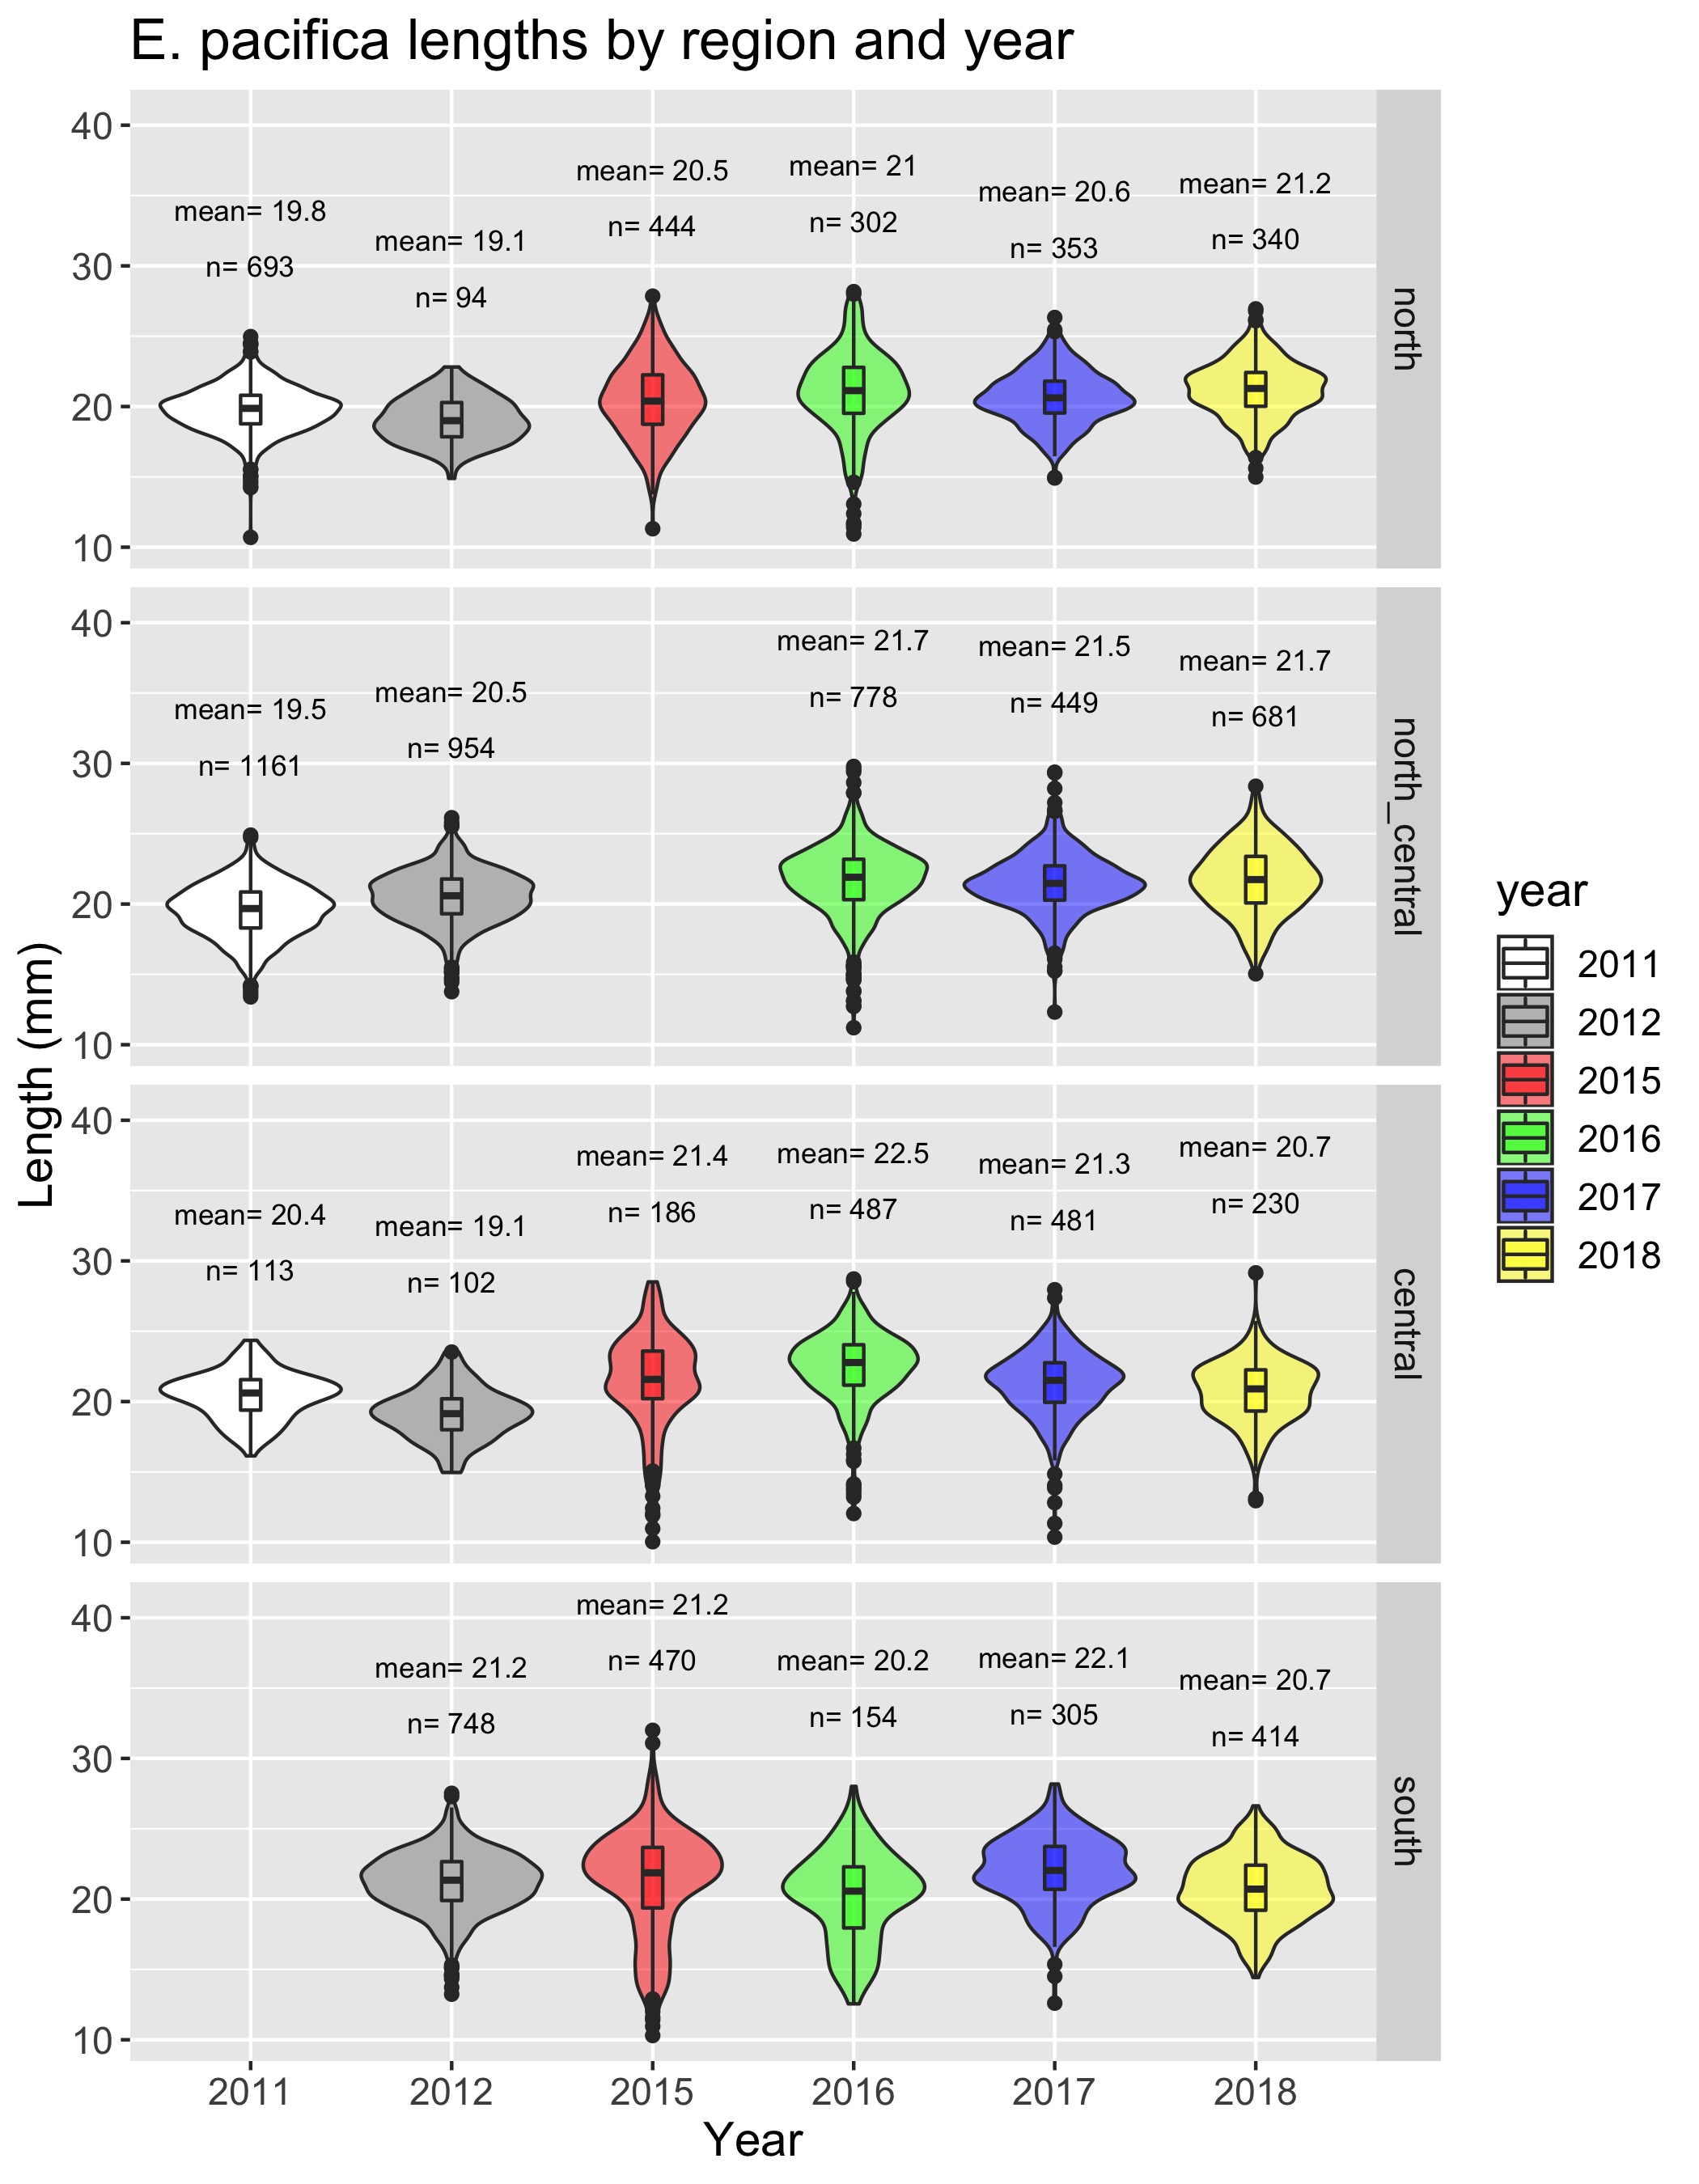 E. pacifica lengths by region and year
40
30
20
10
mean= 19.8
n= 693
mean= 19.1
n= 94
mean= 20.5
n= 444
mean= 21
n= 302
mean= 20.6
n= 353
mean= 21.2
n= 340
north
40
30
20
10
mean= 19.5
n= 1161
mean= 20.5
n= 954
mean= 21.7
n= 778
mean= 21.5
n= 449
mean= 21.7
n= 681
north_central
40
30
20
10
mean= 20.4
n= 113
mean= 19.1
n= 102
mean= 21.4
n= 186
mean= 22.5
n= 487
mean= 21.3
n= 481
mean= 20.7
n= 230
central
40
30
20
10
mean= 21.2
n= 748
mean= 21.2
n= 470
mean= 20.2
n= 154
mean= 22.1
n= 305
mean= 20.7
n= 414
south
Length (mm)
2011
2012
2015
2016
2017
2018
Year
year
2011
2012
2015
2016
2017
2018